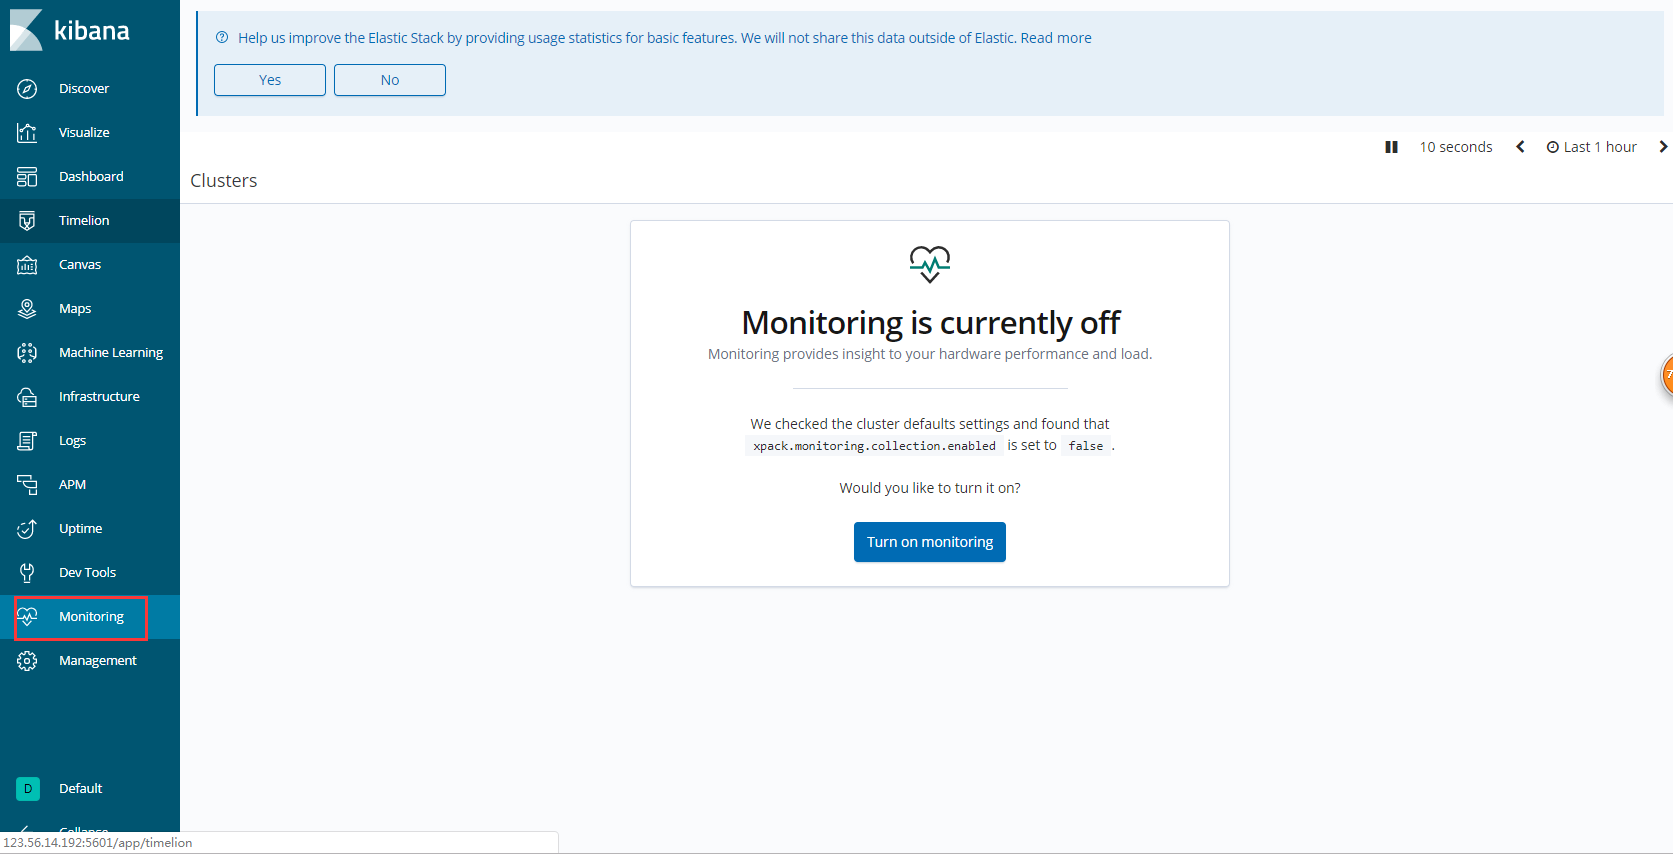 kibana
Discover
Visualize
Dashboard
Timelion
Canvas
Maps
Machine Learning
Infrastructure
Logs
APM
Uptime
Dev Tools
Monitoring
Management
D Default
Collapse
123.56.14.192:5601/app/timelion
Help us improve the Elastic Stack by providing usage statistics for basic features. We will not share this data outside of Elastic. Read more
Yes No
10 seconds Last 1 hour
Clusters
Monitoring is currently off
Monitoring provides insight to your hardware performance and load.
We checked the cluster defaults settings and found that
xpack.monitoring.collection.enabled is set to false .
Would you like to turn it on?
Turn on monitoring
7